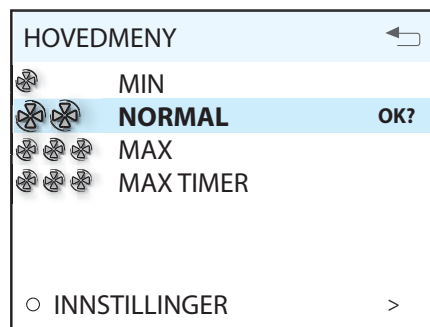 HOVEDMENY
MIN
NORMAL OK?
MAX
MAX TIMER
INNSTILLINGER >